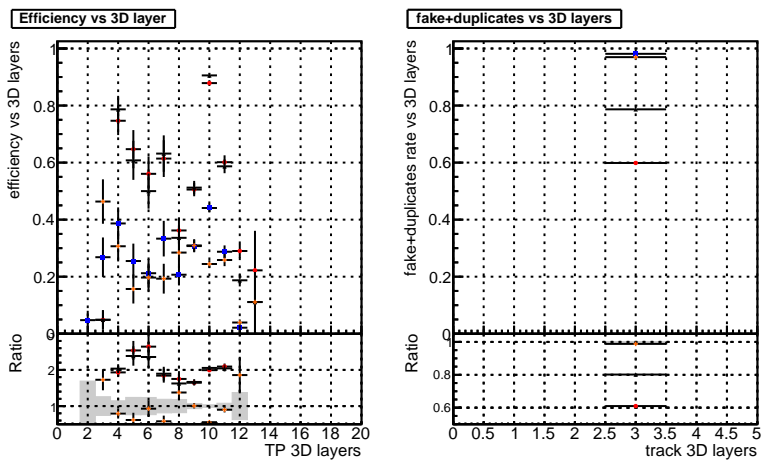 Efficiency vs 3D layer
efficiency vs 3D layers
1
0.8
0.6
0.4
0.2
0
Ratio
2
1
0 2 4 6 8 10 12 14 16 18 20
TP 3D layers
fake+duplicates vs 3D layers
fake+duplicates rate vs 3D layers
1
0.8
0.6
0.4
0.2
0
Ratio
1
0.8
0.6
0 0.5 1 1.5 2 2.5 3 3.5 4 4.5 5
track 3D layers